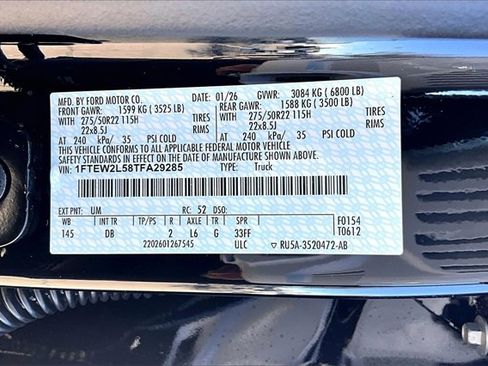 MFD. BY FORD MOTOR CO. 01/26 GVWR: 3084 KG ( 6800 LB)
FRONT GAWR: 1599 KG ( 3525 LB) REAR GAWR: 1588 KG ( 3500 LB)
275/50R22 115H TIRES 275/50R22 115H TIRES
22x8.5J RIMS 22x8.5J RIMS
AT 240 kPa/ 35 PSI COLD AT 240 kPa/ 35 PSI COLD
THIS VEHICLE CONFORMS TO ALL APPLICABLE FEDERAL MOTOR VEHICLE
SAFETY STANDARDS IN EFFECT ON THE DATE OF MANUFACTURE SHOWN ABOVE.
VIN: 1FTEW2L58TFA29285 TYPE: Truck
EXT PNT: UM RC: 52 DSO:
WB INT TR TP/PS R AXLE TR SPR F0154
145 DB 2 L6 G 33FF T0612
2202601267545 ULC ▽ RU5A-3520472-AB